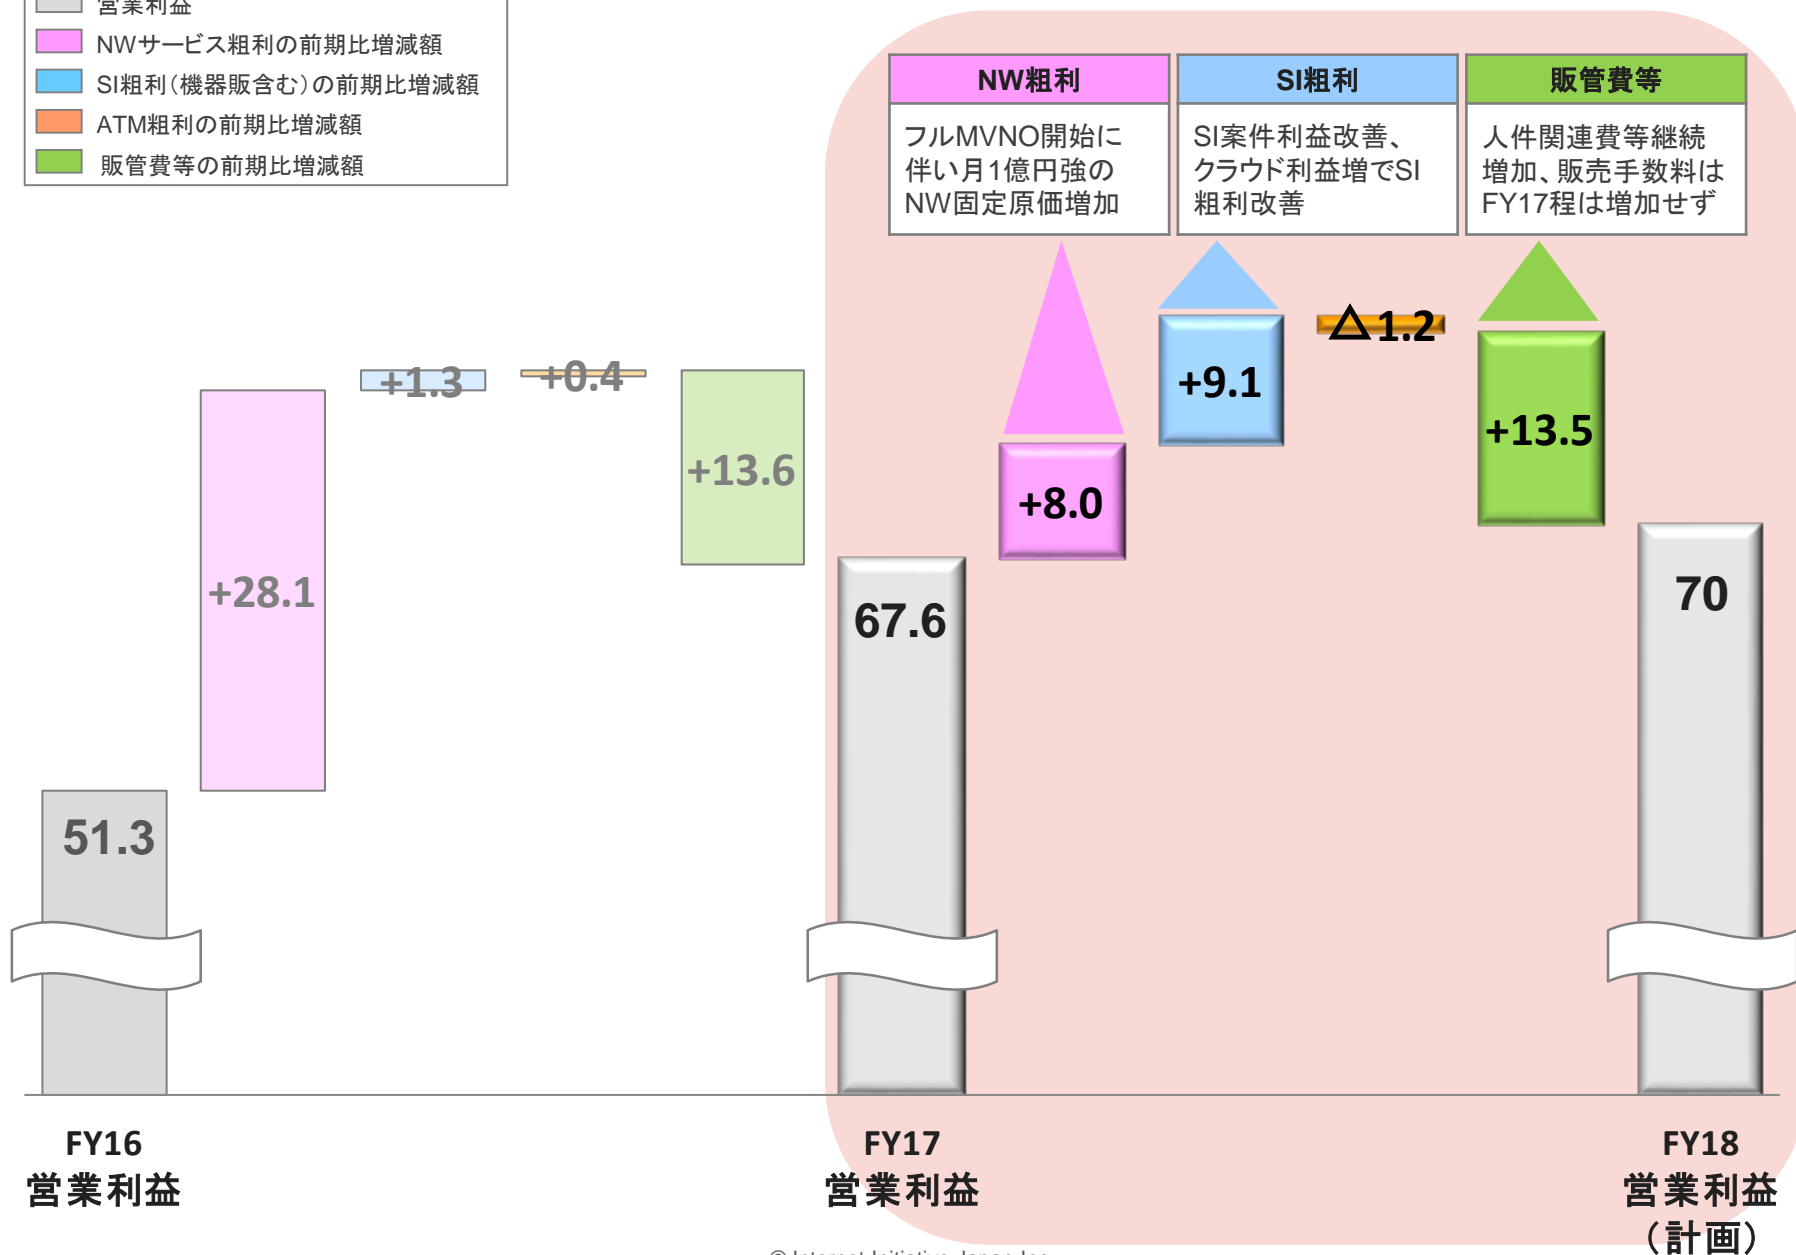 営業利益
NWサービス粗利の前期比増減額
SI粗利(機器販含む)の前期比増減額
ATM粗利の前期比増減額
販管費等の前期比増減額
NW粗利
フルMVNO開始に
伴い月1億円強の
NW固定原価増加
SI粗利
SI案件利益改善、
クラウド利益増でSI
粗利改善
販管費等
人件関連費等継続
増加、販売手数料は
FY17程は増加せず
51.3
+28.1
+1.3
+0.4
+13.6
67.6
+8.0
+9.1
△1.2
+13.5
70
FY16
営業利益
FY17
営業利益
FY18
営業利益
(計画)
© Internet Initiative Japan Inc.